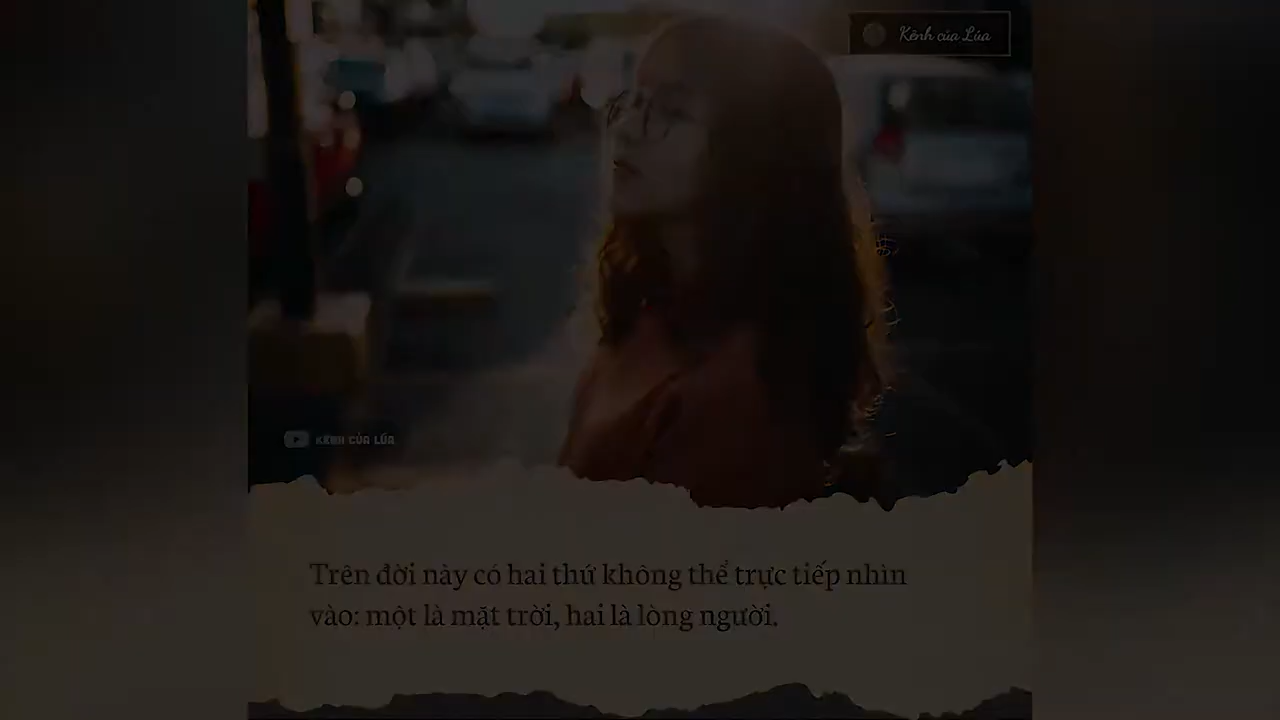 Kênh của Lúa
KÊNH CỦA LÚA
Trên đời này có hai thứ không thể trực tiếp nhìn
vào: một là mặt trời, hai là lòng người.